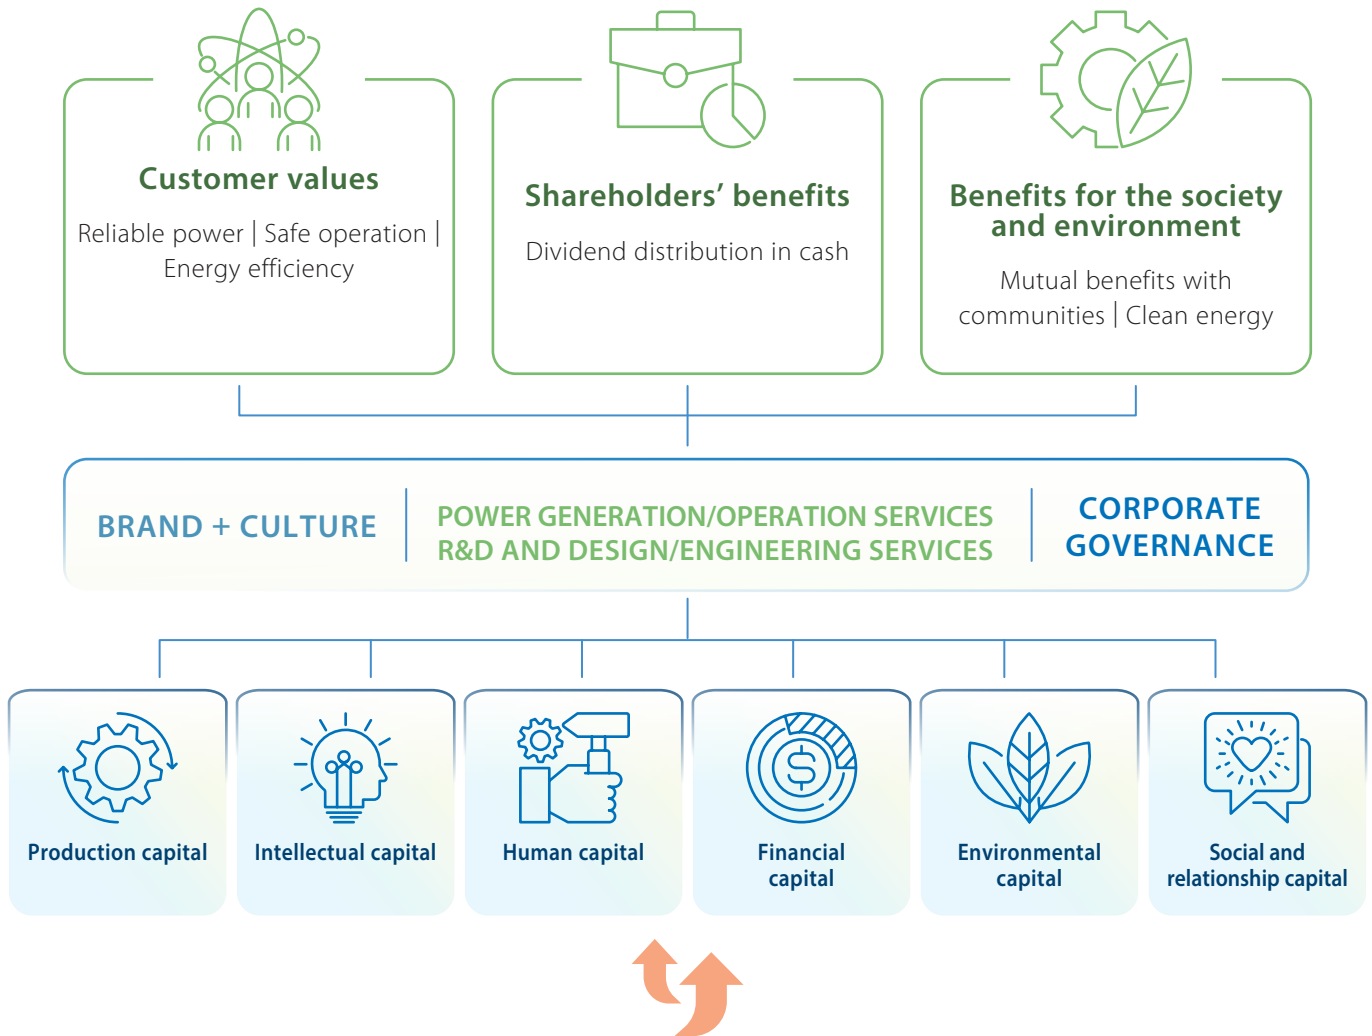 Customer values
Reliable power | Safe operation |
Energy efficiency
Shareholders’ benefits
Dividend distribution in cash
Benefits for the society
and environment
Mutual benefits with
communities | Clean energy
BRAND + CULTURE
POWER GENERATION/OPERATION SERVICES
R&D AND DESIGN/ENGINEERING SERVICES
CORPORATE
GOVERNANCE
Production capital
Intellectual capital
Human capital
Financial
capital
Environmental
capital
Social and
relationship capital